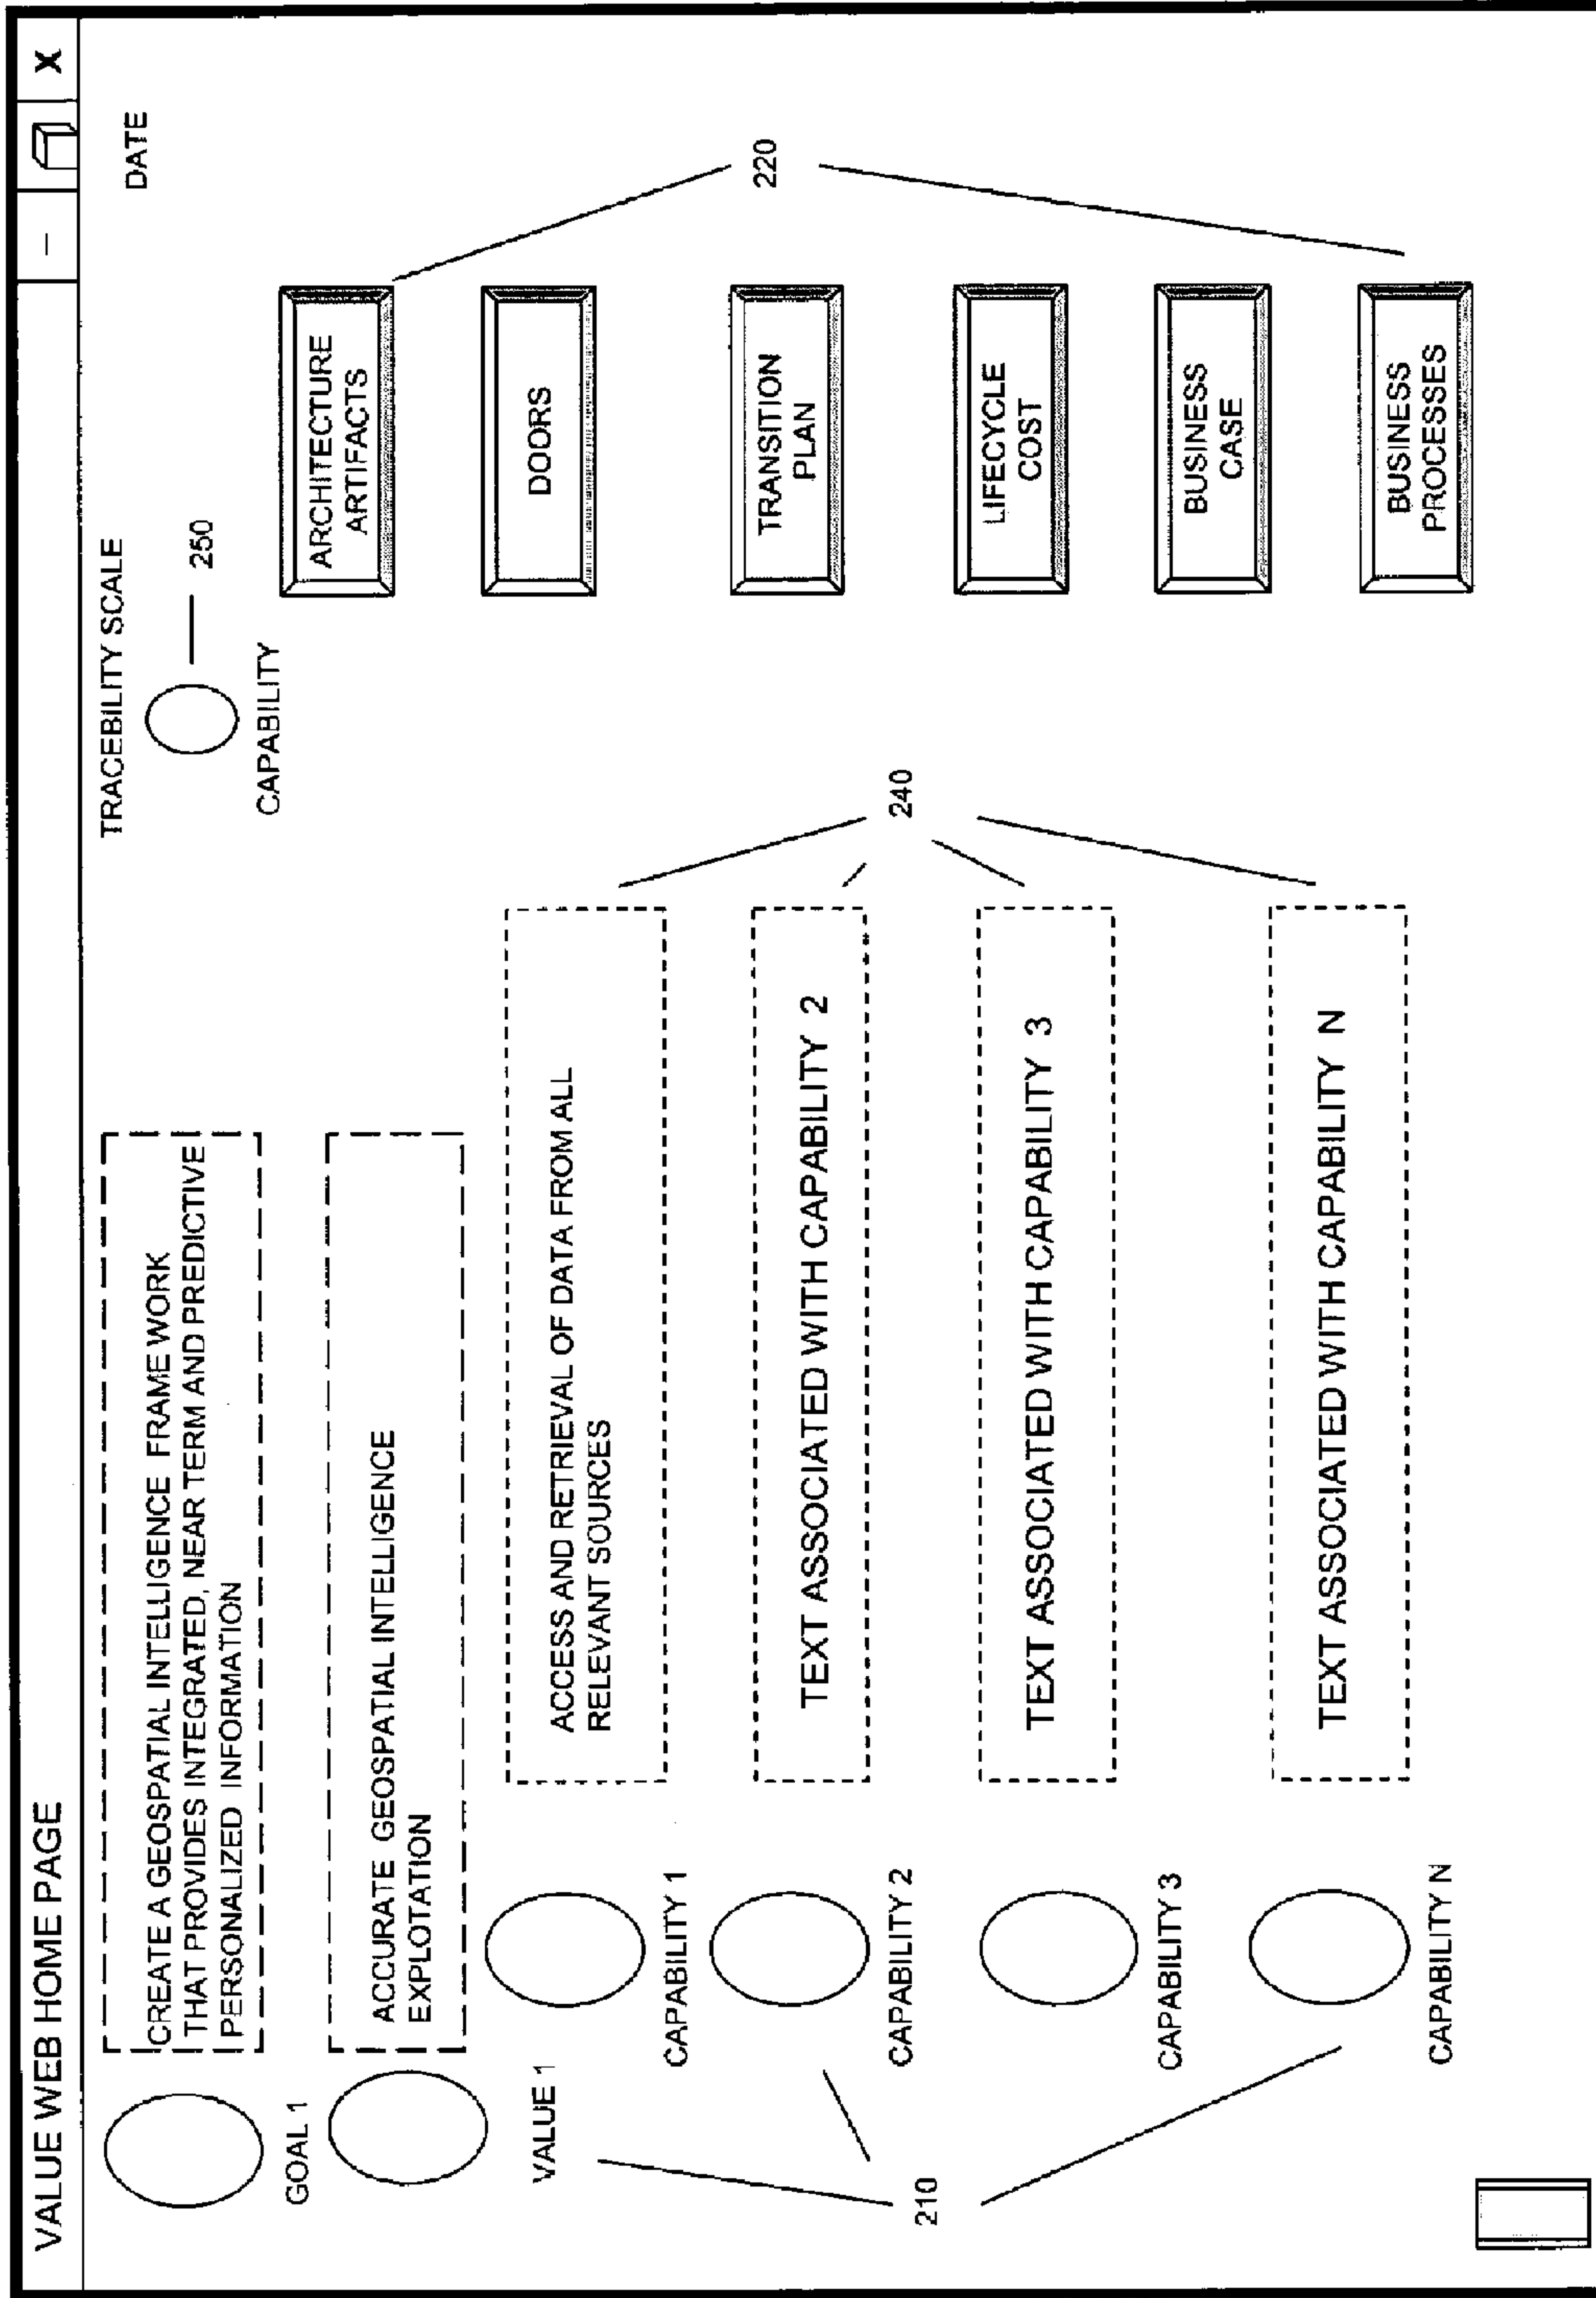 VALUE WEB HOME PAGE
– X
TRACEBILITY SCALE
DATE
250
CAPABILITY
GOAL 1
CREATE A GEOSPATIAL INTELLIGENCE FRAME WORK
THAT PROVIDES INTEGRATED, NEAR TERM AND PREDICTIVE
PERSONALIZED INFORMATION
VALUE 1
ACCURATE GEOSPATIAL INTELLIGENCE
EXPLOTATION
CAPABILITY 1
ACCESS AND RETRIEVAL OF DATA FROM ALL
RELEVANT SOURCES
CAPABILITY 2
TEXT ASSOCIATED WITH CAPABILITY 2
CAPABILITY 3
TEXT ASSOCIATED WITH CAPABILITY 3
CAPABILITY N
TEXT ASSOCIATED WITH CAPABILITY N
210
240
ARCHITECTURE
ARTIFACTS
DOORS
TRANSITION
PLAN
LIFECYCLE
COST
BUSINESS
CASE
BUSINESS
PROCESSES
220